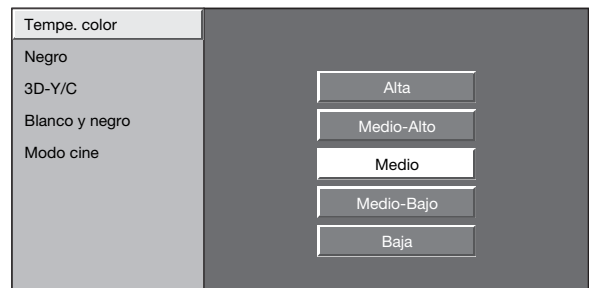 Tempe. color
Negro
3D-Y/C
Blanco y negro
Modo cine
Alta
Medio-Alto
Medio
Medio-Bajo
Baja